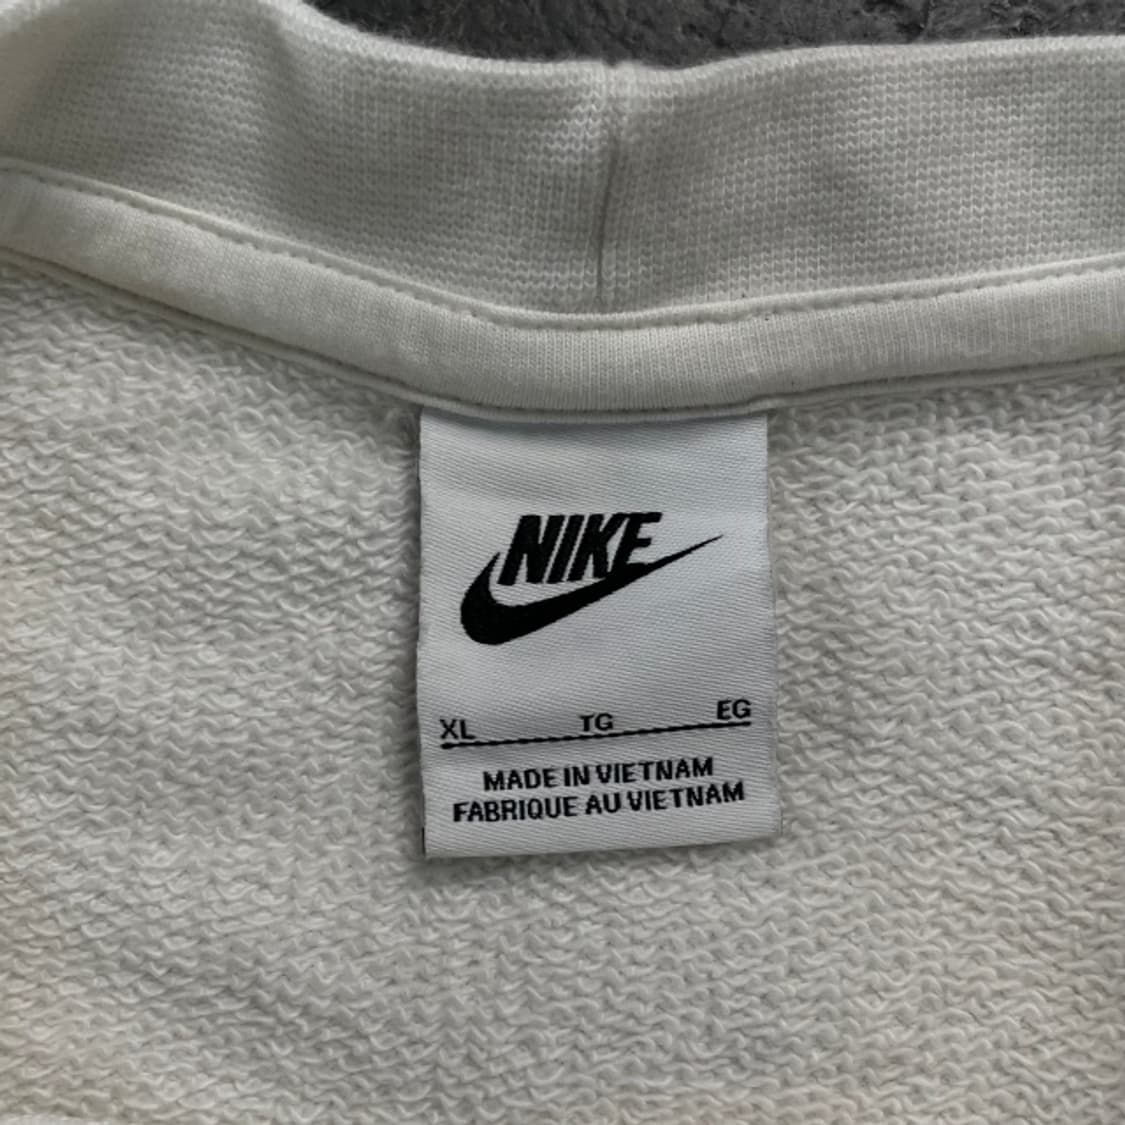 NIKE
XL TG EG
MADE IN VIETNAM
FABRIQUE AU VIETNAM